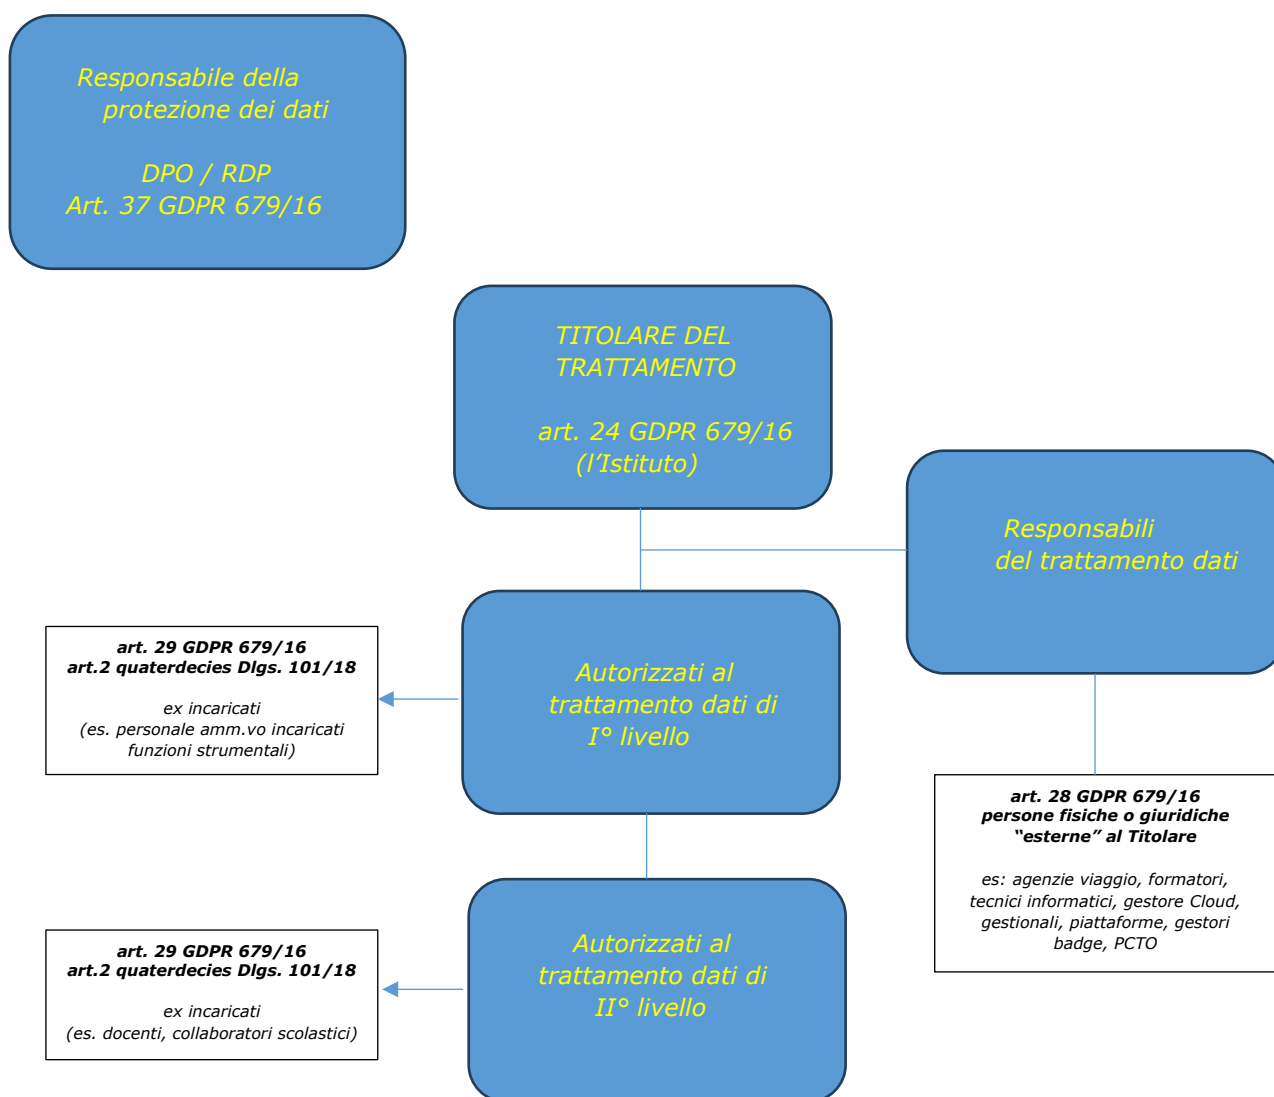 Responsabile della
protezione dei dati
DPO / RDP
Art. 37 GDPR 679/16
TITOLARE DEL
TRATTAMENTO
art. 24 GDPR 679/16
(l’Istituto)
Responsabili
del trattamento dati
Autorizzati al
trattamento dati di
I° livello
art. 29 GDPR 679/16
art.2 quaterdecies Dlgs. 101/18
ex incaricati
(es. personale amm.vo incaricati
funzioni strumentali)
art. 28 GDPR 679/16
persone fisiche o giuridiche
“esterne” al Titolare
es: agenzie viaggio, formatori,
tecnici informatici, gestore Cloud,
gestionali, piattaforme, gestori
badge, PCTO
Autorizzati al
trattamento dati di
II° livello
art. 29 GDPR 679/16
art.2 quaterdecies Dlgs. 101/18
ex incaricati
(es. docenti, collaboratori scolastici)